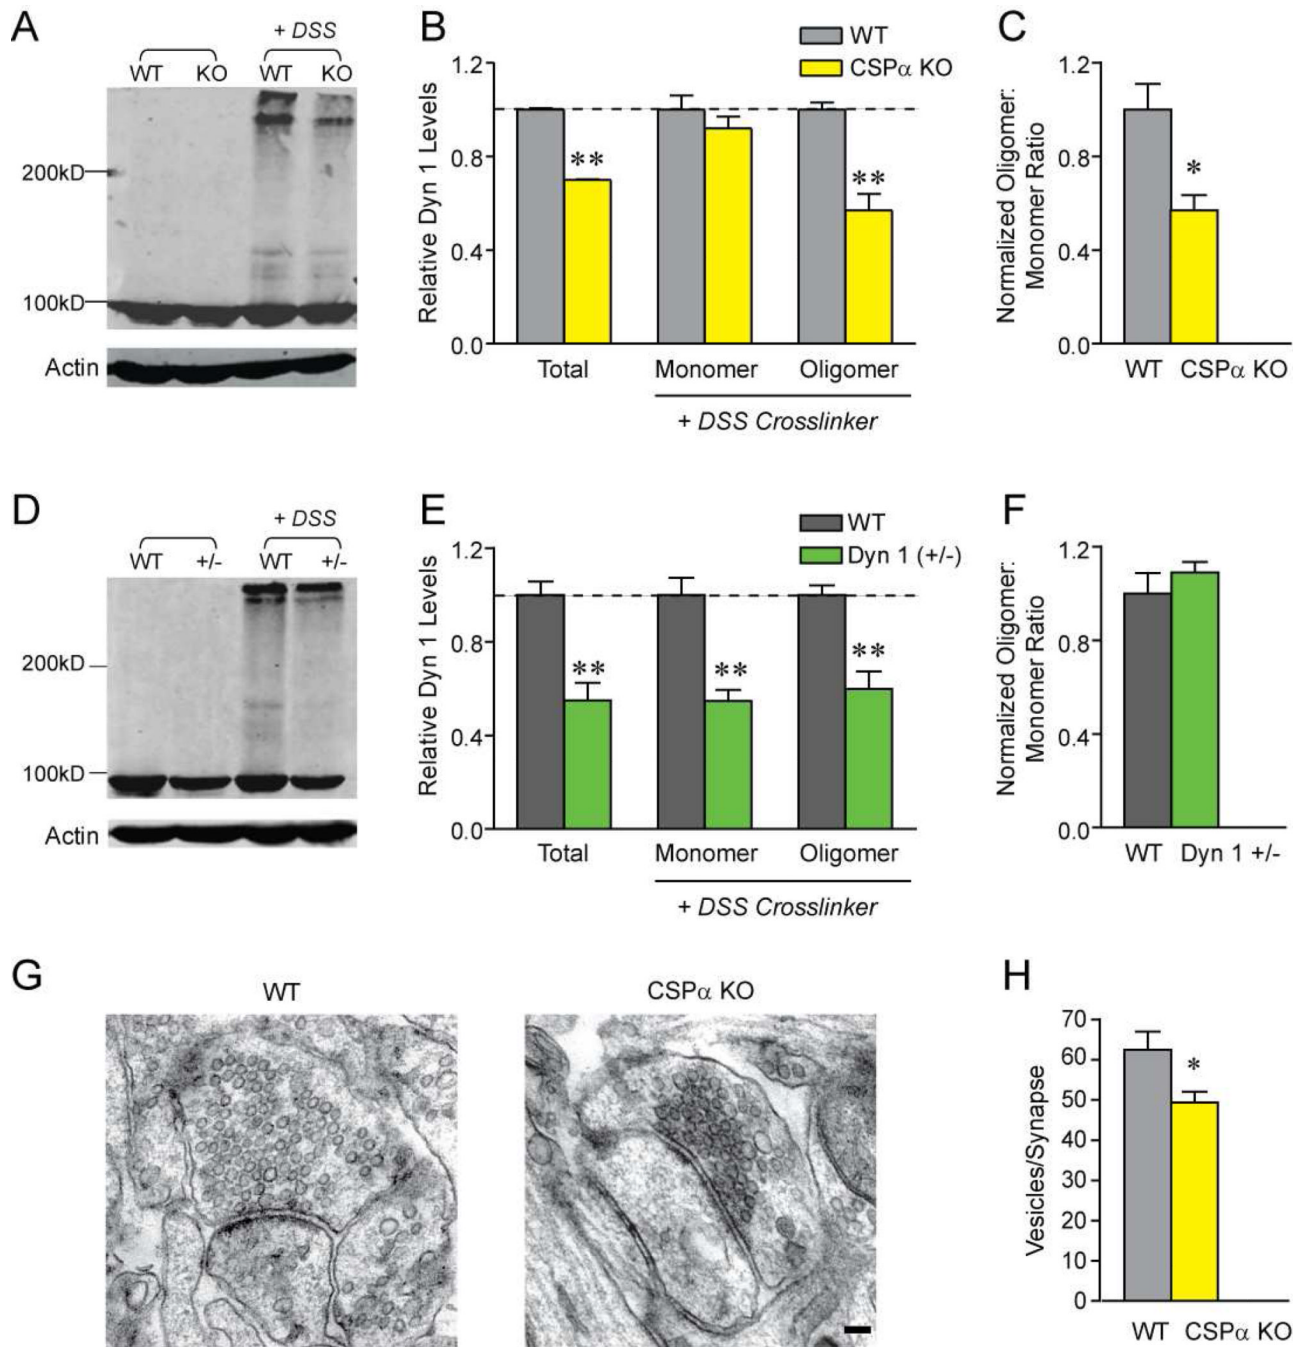 A
+ DSS
WT KO WT KO
200kD
100kD
Actin
B
WT
CSPα KO
Relative Dyn 1 Levels
1.2
0.8
0.4
0.0
**
**
Total Monomer Oligomer
+ DSS Crosslinker
C
Normalized Oligomer:
Monomer Ratio
1.2
0.8
0.4
0.0
*
WT CSPα KO
D
+ DSS
WT +/- WT +/-
200kD
100kD
Actin
E
WT
Dyn 1 (+/-)
Relative Dyn 1 Levels
1.2
0.8
0.4
0.0
**
**
**
Total Monomer Oligomer
+ DSS Crosslinker
F
Normalized Oligomer:
Monomer Ratio
1.2
0.8
0.4
0.0
WT Dyn 1 +/-
G
WT
CSPα KO
H
Vesicles/Synapse
70
60
50
40
30
20
10
0
*
WT CSPα KO